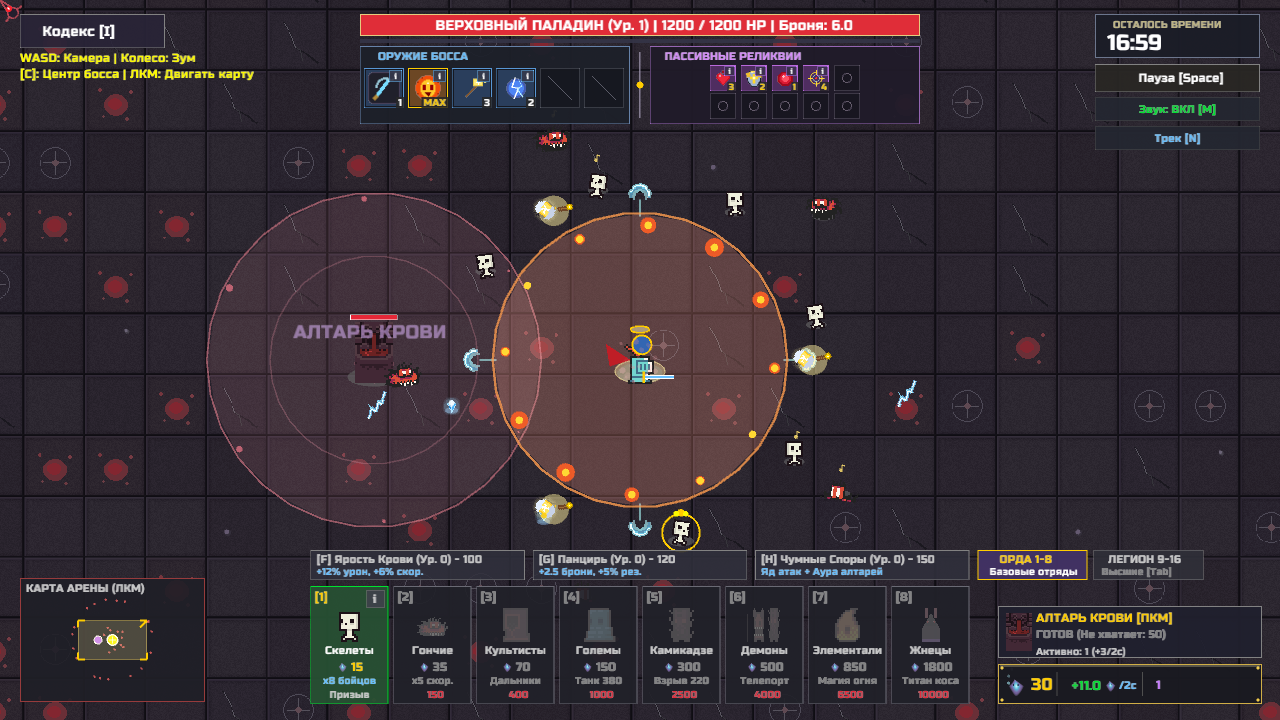 Кодекс [I]
WASD: Камера | Колесо: Зум
[C]: Центр босса | ЛКМ: Двигать карту
ВЕРХОВНЫЙ ПАЛАДИН (Ур. 1) | 1200 / 1200 HP | Броня: 6.0
ОРУЖИЕ БОССА
i
1
i
MAX
i
3
i
2
ПАССИВНЫЕ РЕЛИКВИИ
i
3
i
2
i
1
i
4
ОСТАЛОСЬ ВРЕМЕНИ
16:59
Пауза [Space]
Звук: ВКЛ [M]
Трек [N]
АЛТАРЬ КРОВИ
[F] Ярость Крови (Ур. 0) - 100
+12% урон, +6% скор.
[G] Панцирь (Ур. 0) - 120
+2.5 брони, +5% рез.
[H] Чумные Споры (Ур. 0) - 150
Яд атак + Аура алтарей
ОРДА 1-8
Базовые отряды
ЛЕГИОН 9-16
Высшие [Tab]
КАРТА АРЕНЫ (ЛКМ)
[1]
i
Скелеты
15
x8 бойцов
Призыв
[2]
Гончие
35
x5 скор.
150
[3]
Культисты
70
Дальники
400
[4]
Големы
150
Танк 380
1000
[5]
Камикадзе
300
Взрыв 220
2500
[6]
Демоны
500
Телепорт
4000
[7]
Элементали
850
Магия огня
6500
[8]
Жнецы
1800
Титан коса
10000
АЛТАРЬ КРОВИ [ПКМ]
ГОТОВ (Не хватает: 50)
Активно: 1 (+3/2с)
30
+11.0
/2с
1